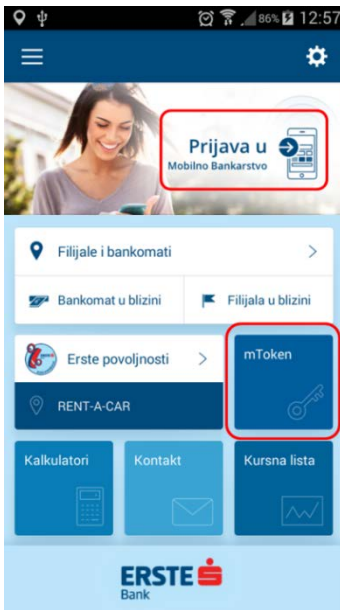 86% 12:57
Prijava u
Mobilno Bankarstvo
Filijale i bankomati
Bankomat u blizini
Filijala u blizini
Erste povoljnosti
mToken
RENT-A-CAR
Kalkulatori
Kontakt
Kursna lista
ERSTE
Bank